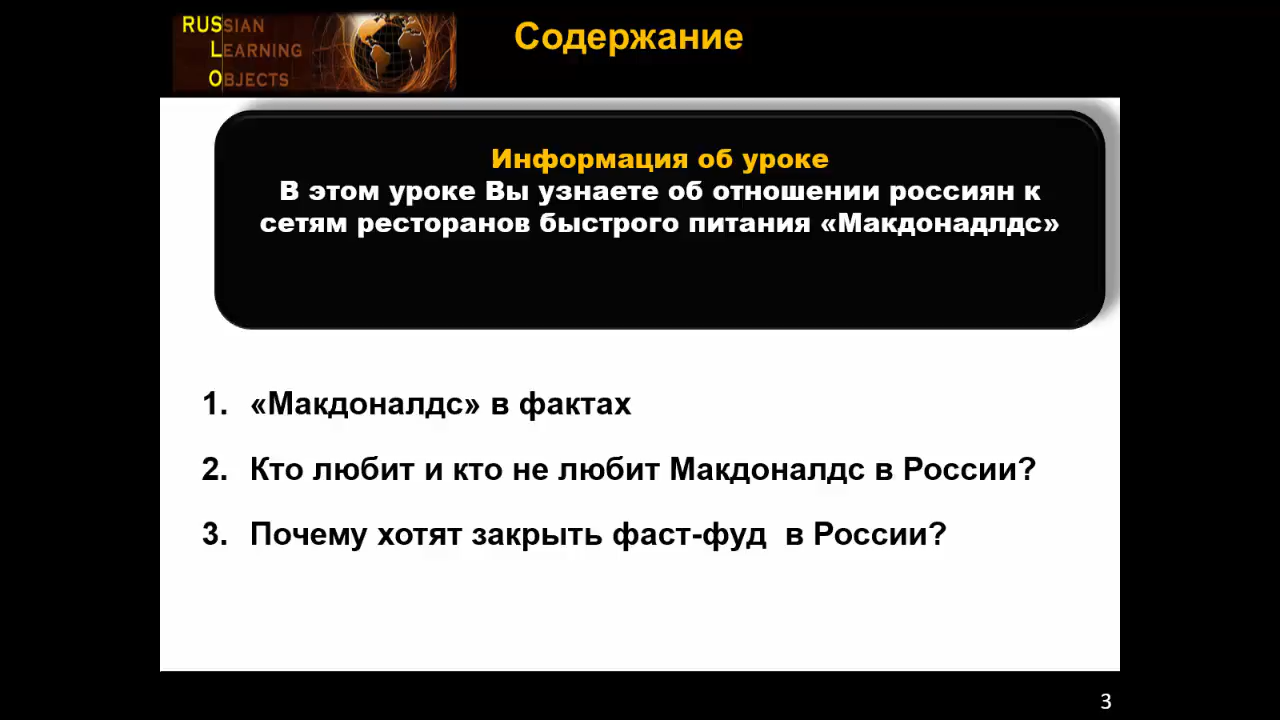 RUSSIAN
LEARNING
OBJECTS
Содержание
Информация об уроке
В этом уроке Вы узнаете об отношении россиян к
сетям ресторанов быстрого питания «Макдонадлдс»
1. «Макдоналдс» в фактах
2. Кто любит и кто не любит Макдоналдс в России?
3. Почему хотят закрыть фаст-фуд в России?
3